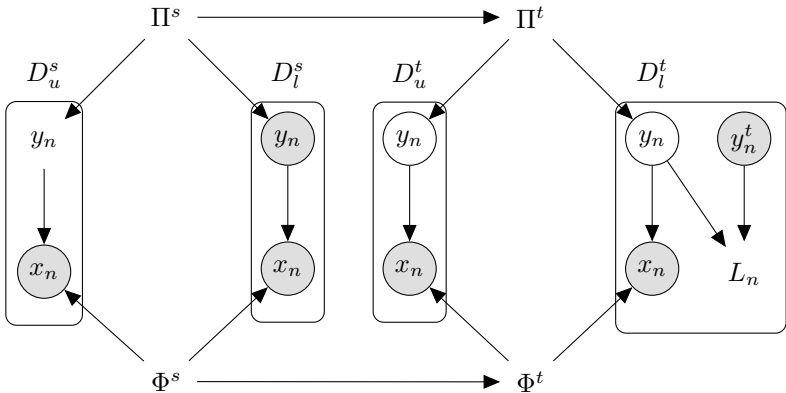 Π^s Π^t
D_u^s D_l^s D_u^t D_l^t
y_n y_n y_n y_n y_n^t
x_n x_n x_n x_n L_n
Φ^s Φ^t